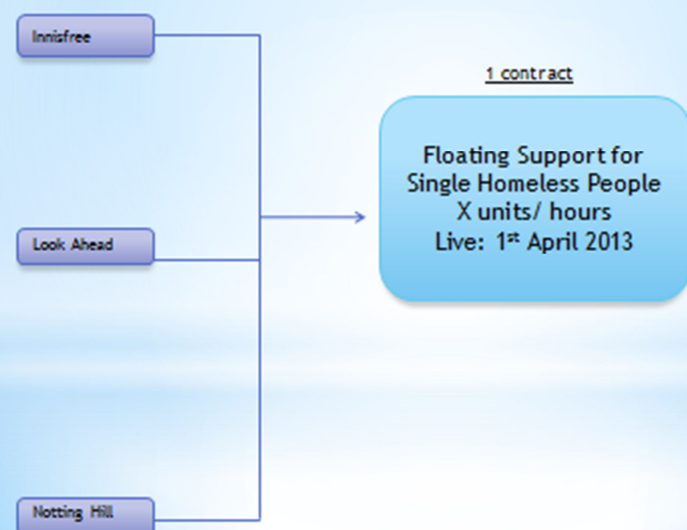 Innisfree
1 contract
Floating Support for
Single Homeless People
X units/ hours
Live: 1st April 2013
Look Ahead
Notting Hill